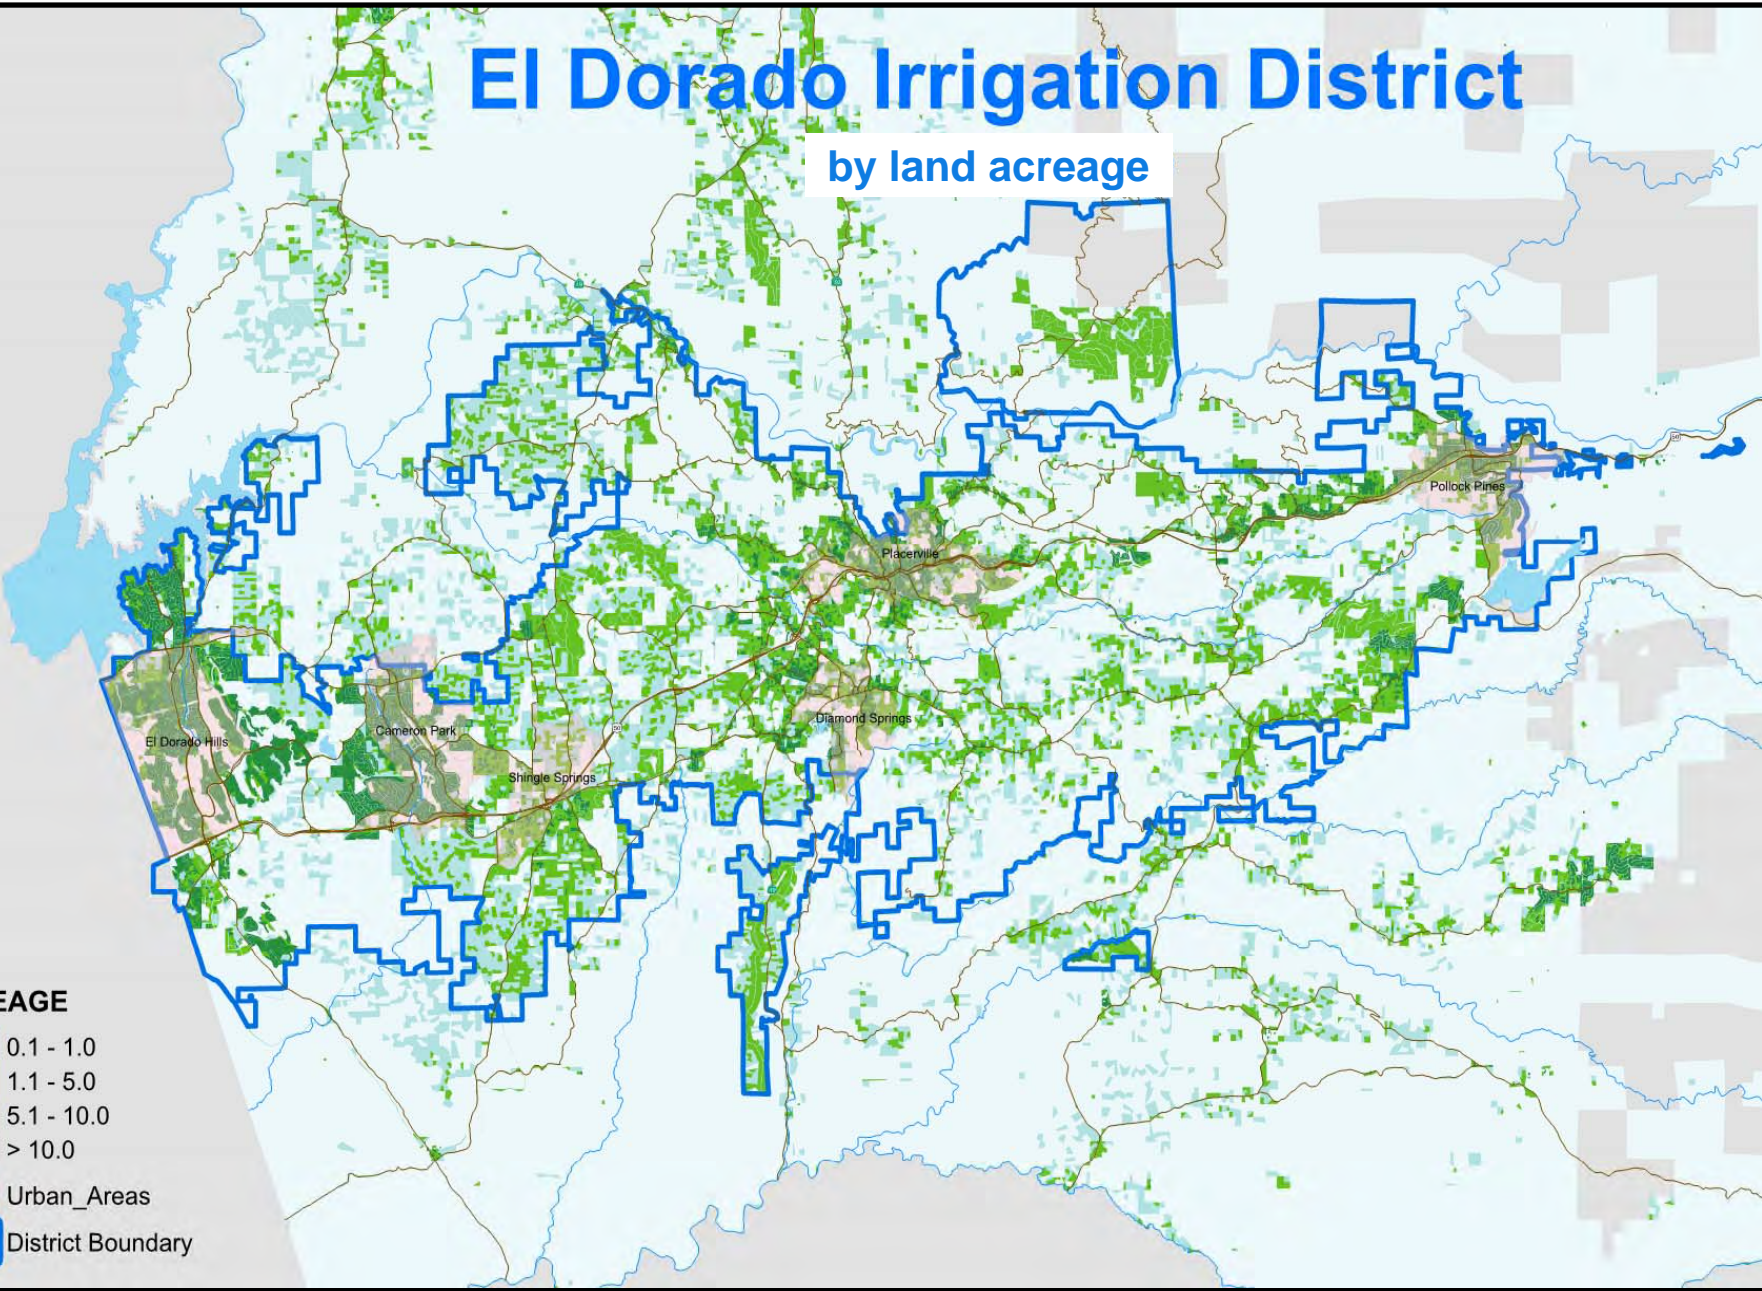 El Dorado Irrigation District
by land acreage
Pollock Pines
Placerville
Diamond Springs
Cameron Park
El Dorado Hills
Shingle Springs
50
EAGE
0.1 - 1.0
1.1 - 5.0
5.1 - 10.0
> 10.0
Urban_Areas
District Boundary